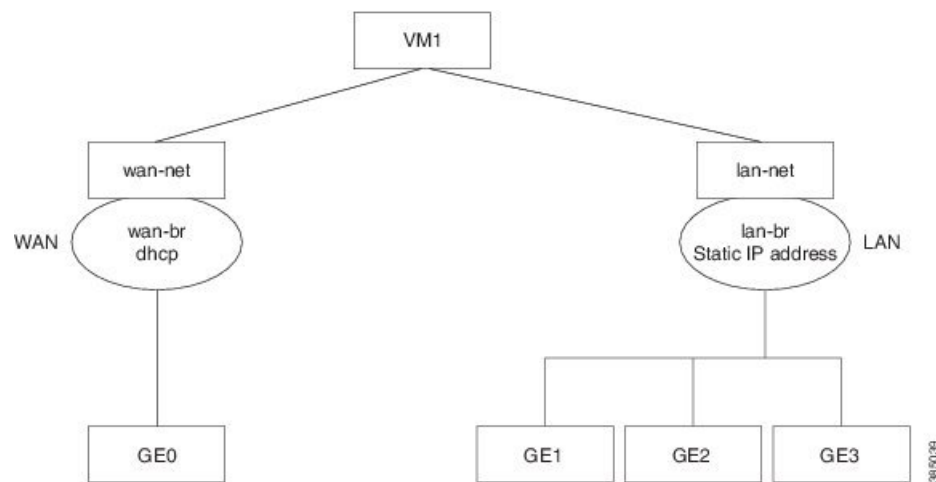 VM1
wan-net
lan-net
WAN
wan-br
dhcp
lan-br
Static IP address
LAN
GE0
GE1
GE2
GE3
385039